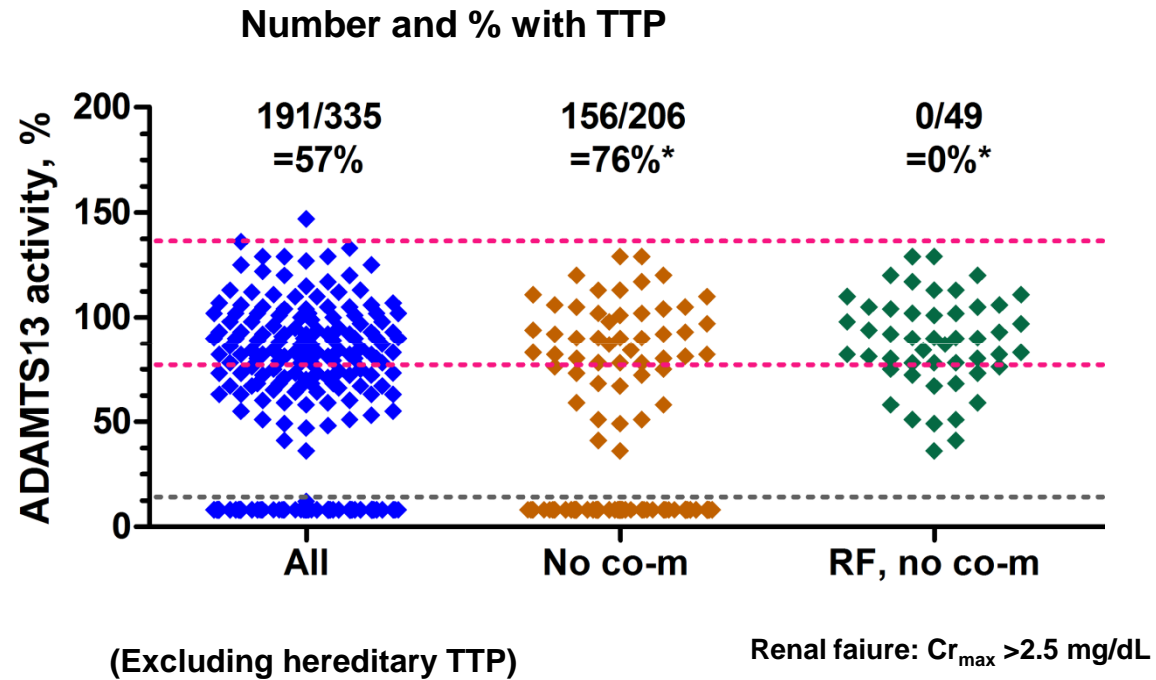 Number and % with TTP
ADAMTS13 activity, %
200
150
100
50
0
191/335
=57%
156/206
=76%*
0/49
=0%*
All
No co-m
RF, no co-m
(Excluding hereditary TTP)
Renal faiure: Crmax >2.5 mg/dL